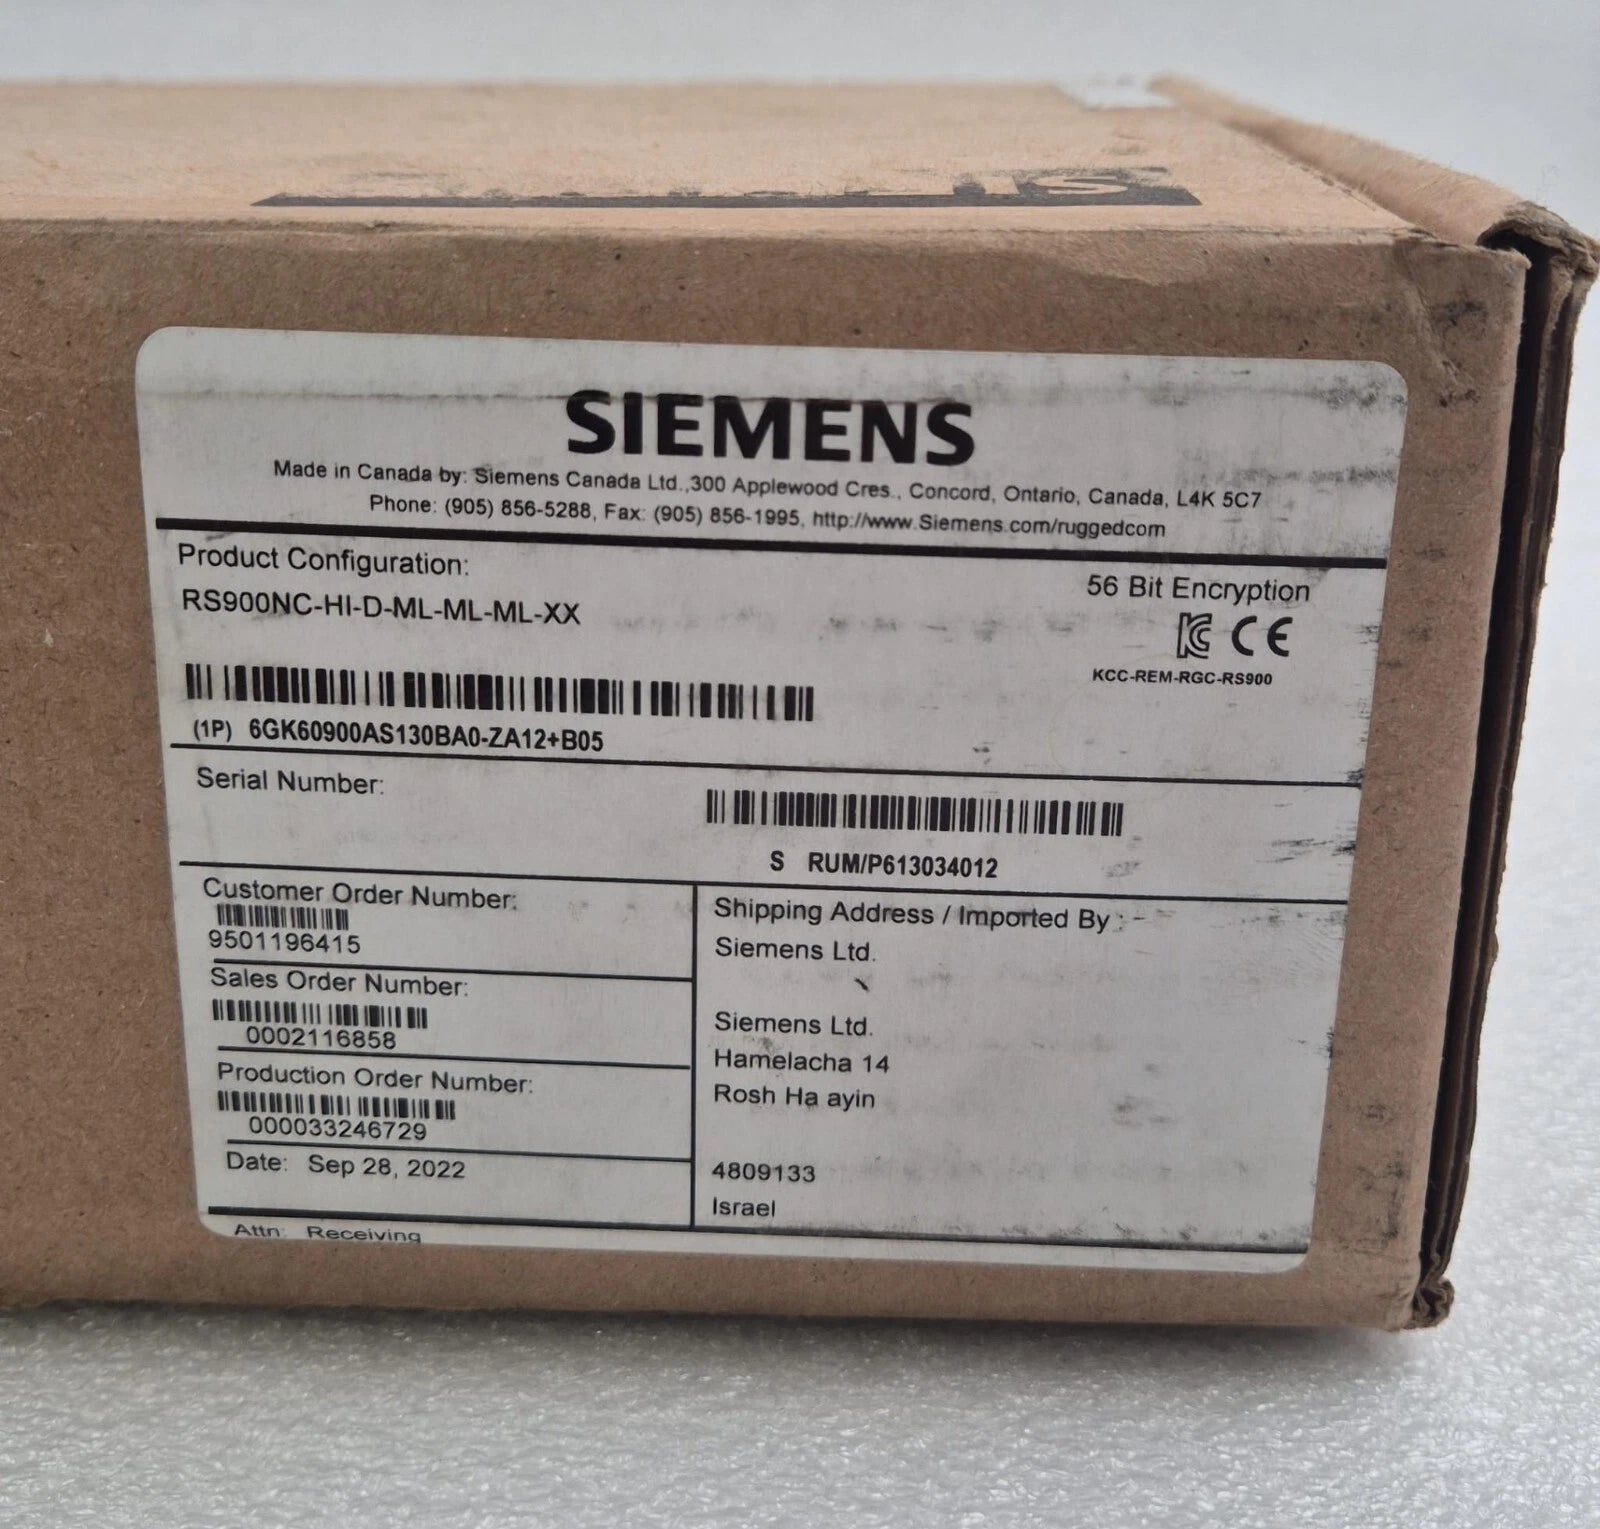 SIEMENS
Made in Canada by: Siemens Canada Ltd.,300 Applewood Cres., Concord, Ontario, Canada, L4K 5C7
Phone: (905) 856-5288, Fax: (905) 856-1995, http://www.Siemens.com/ruggedcom
Product Configuration:
56 Bit Encryption
RS900NC-HI-D-ML-ML-ML-XX
CE
KCC-REM-RGC-RS900
(1P) 6GK60900AS130BA0-ZA12+B05
Serial Number:
S RUM/P613034012
Customer Order Number:
9501196415
Sales Order Number:
0002116858
Production Order Number:
000033246729
Date: Sep 28, 2022
Attn: Receiving
Shipping Address / Imported By : -
Siemens Ltd.
Siemens Ltd.
Hamelacha 14
Rosh Ha ayin
4809133
Israel